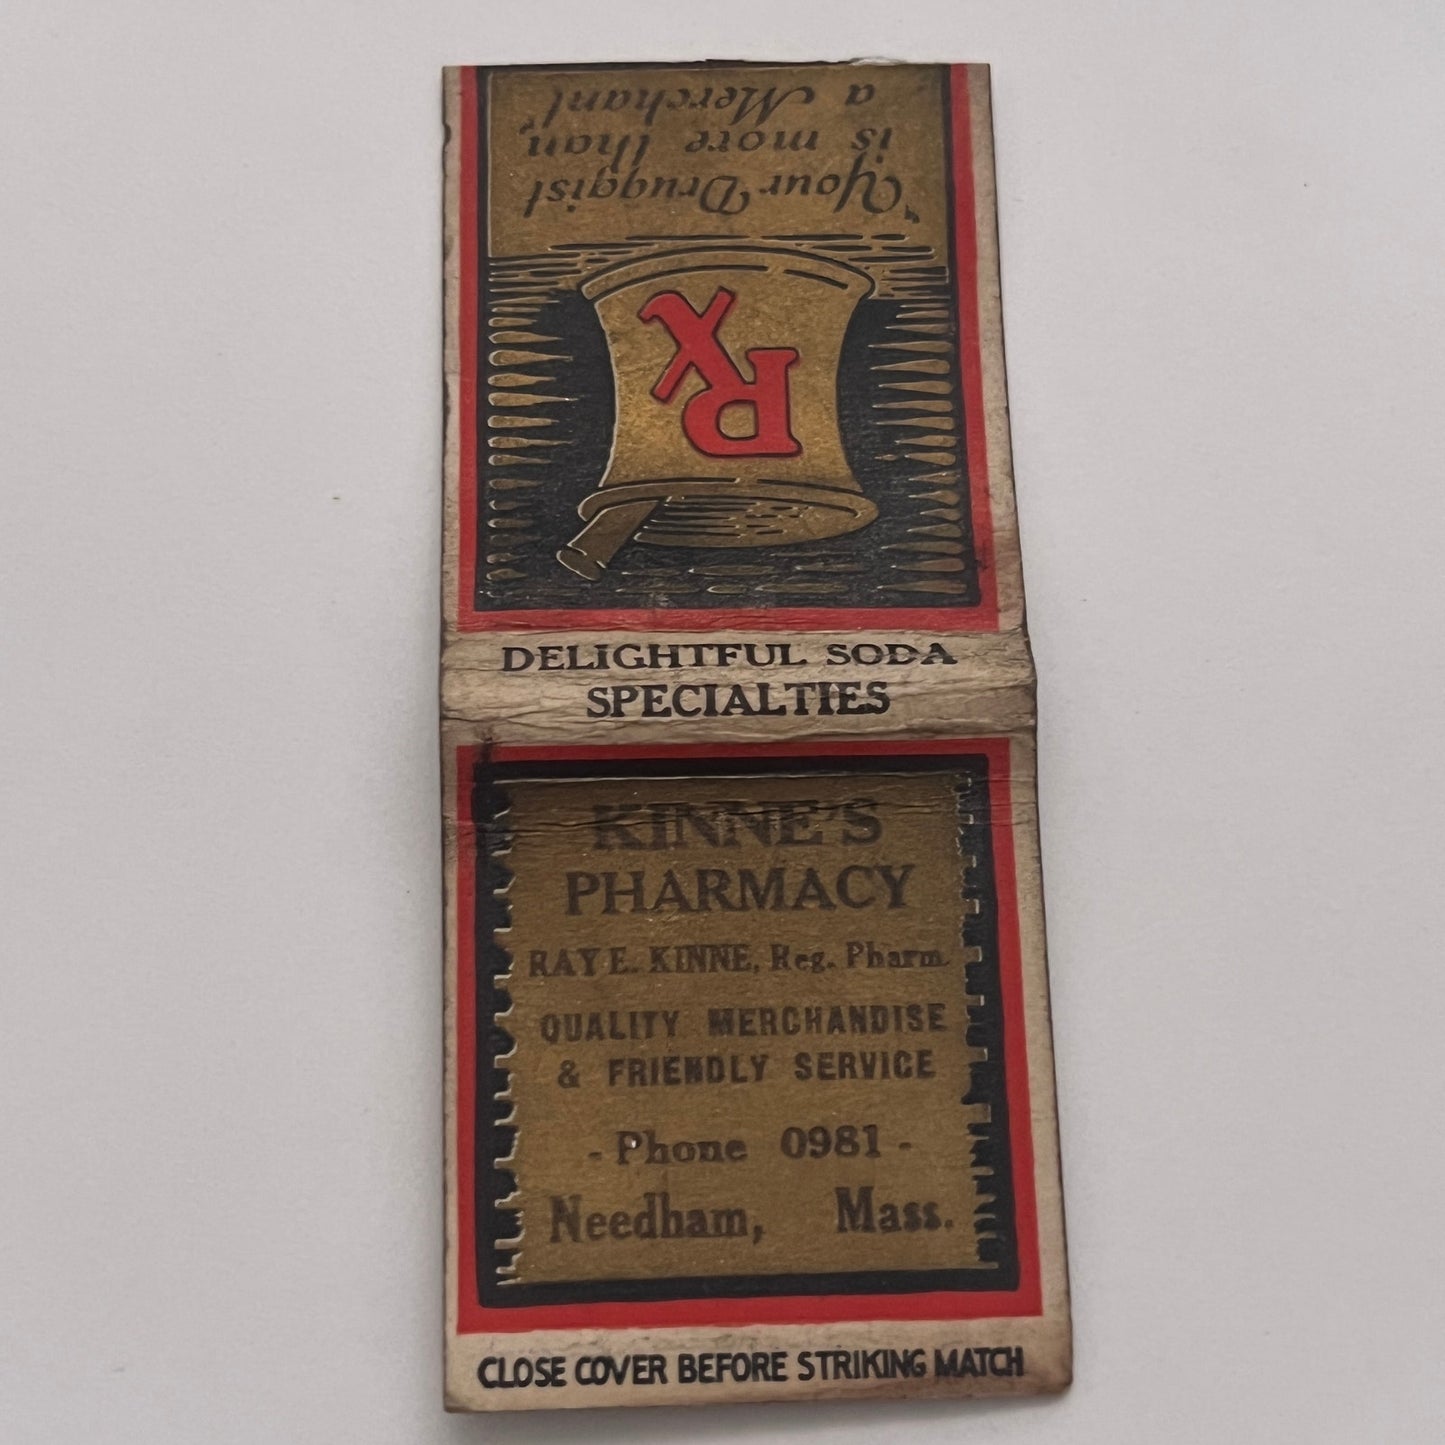 "Your Druggist
is more than
a Merchant"
Rx
DELIGHTFUL SODA
SPECIALTIES
KINNE'S
PHARMACY
RAY E. KINNE, Reg. Pharm.
QUALITY MERCHANDISE
& FRIENDLY SERVICE
- Phone 0981 -
Needham, Mass.
CLOSE COVER BEFORE STRIKING MATCH